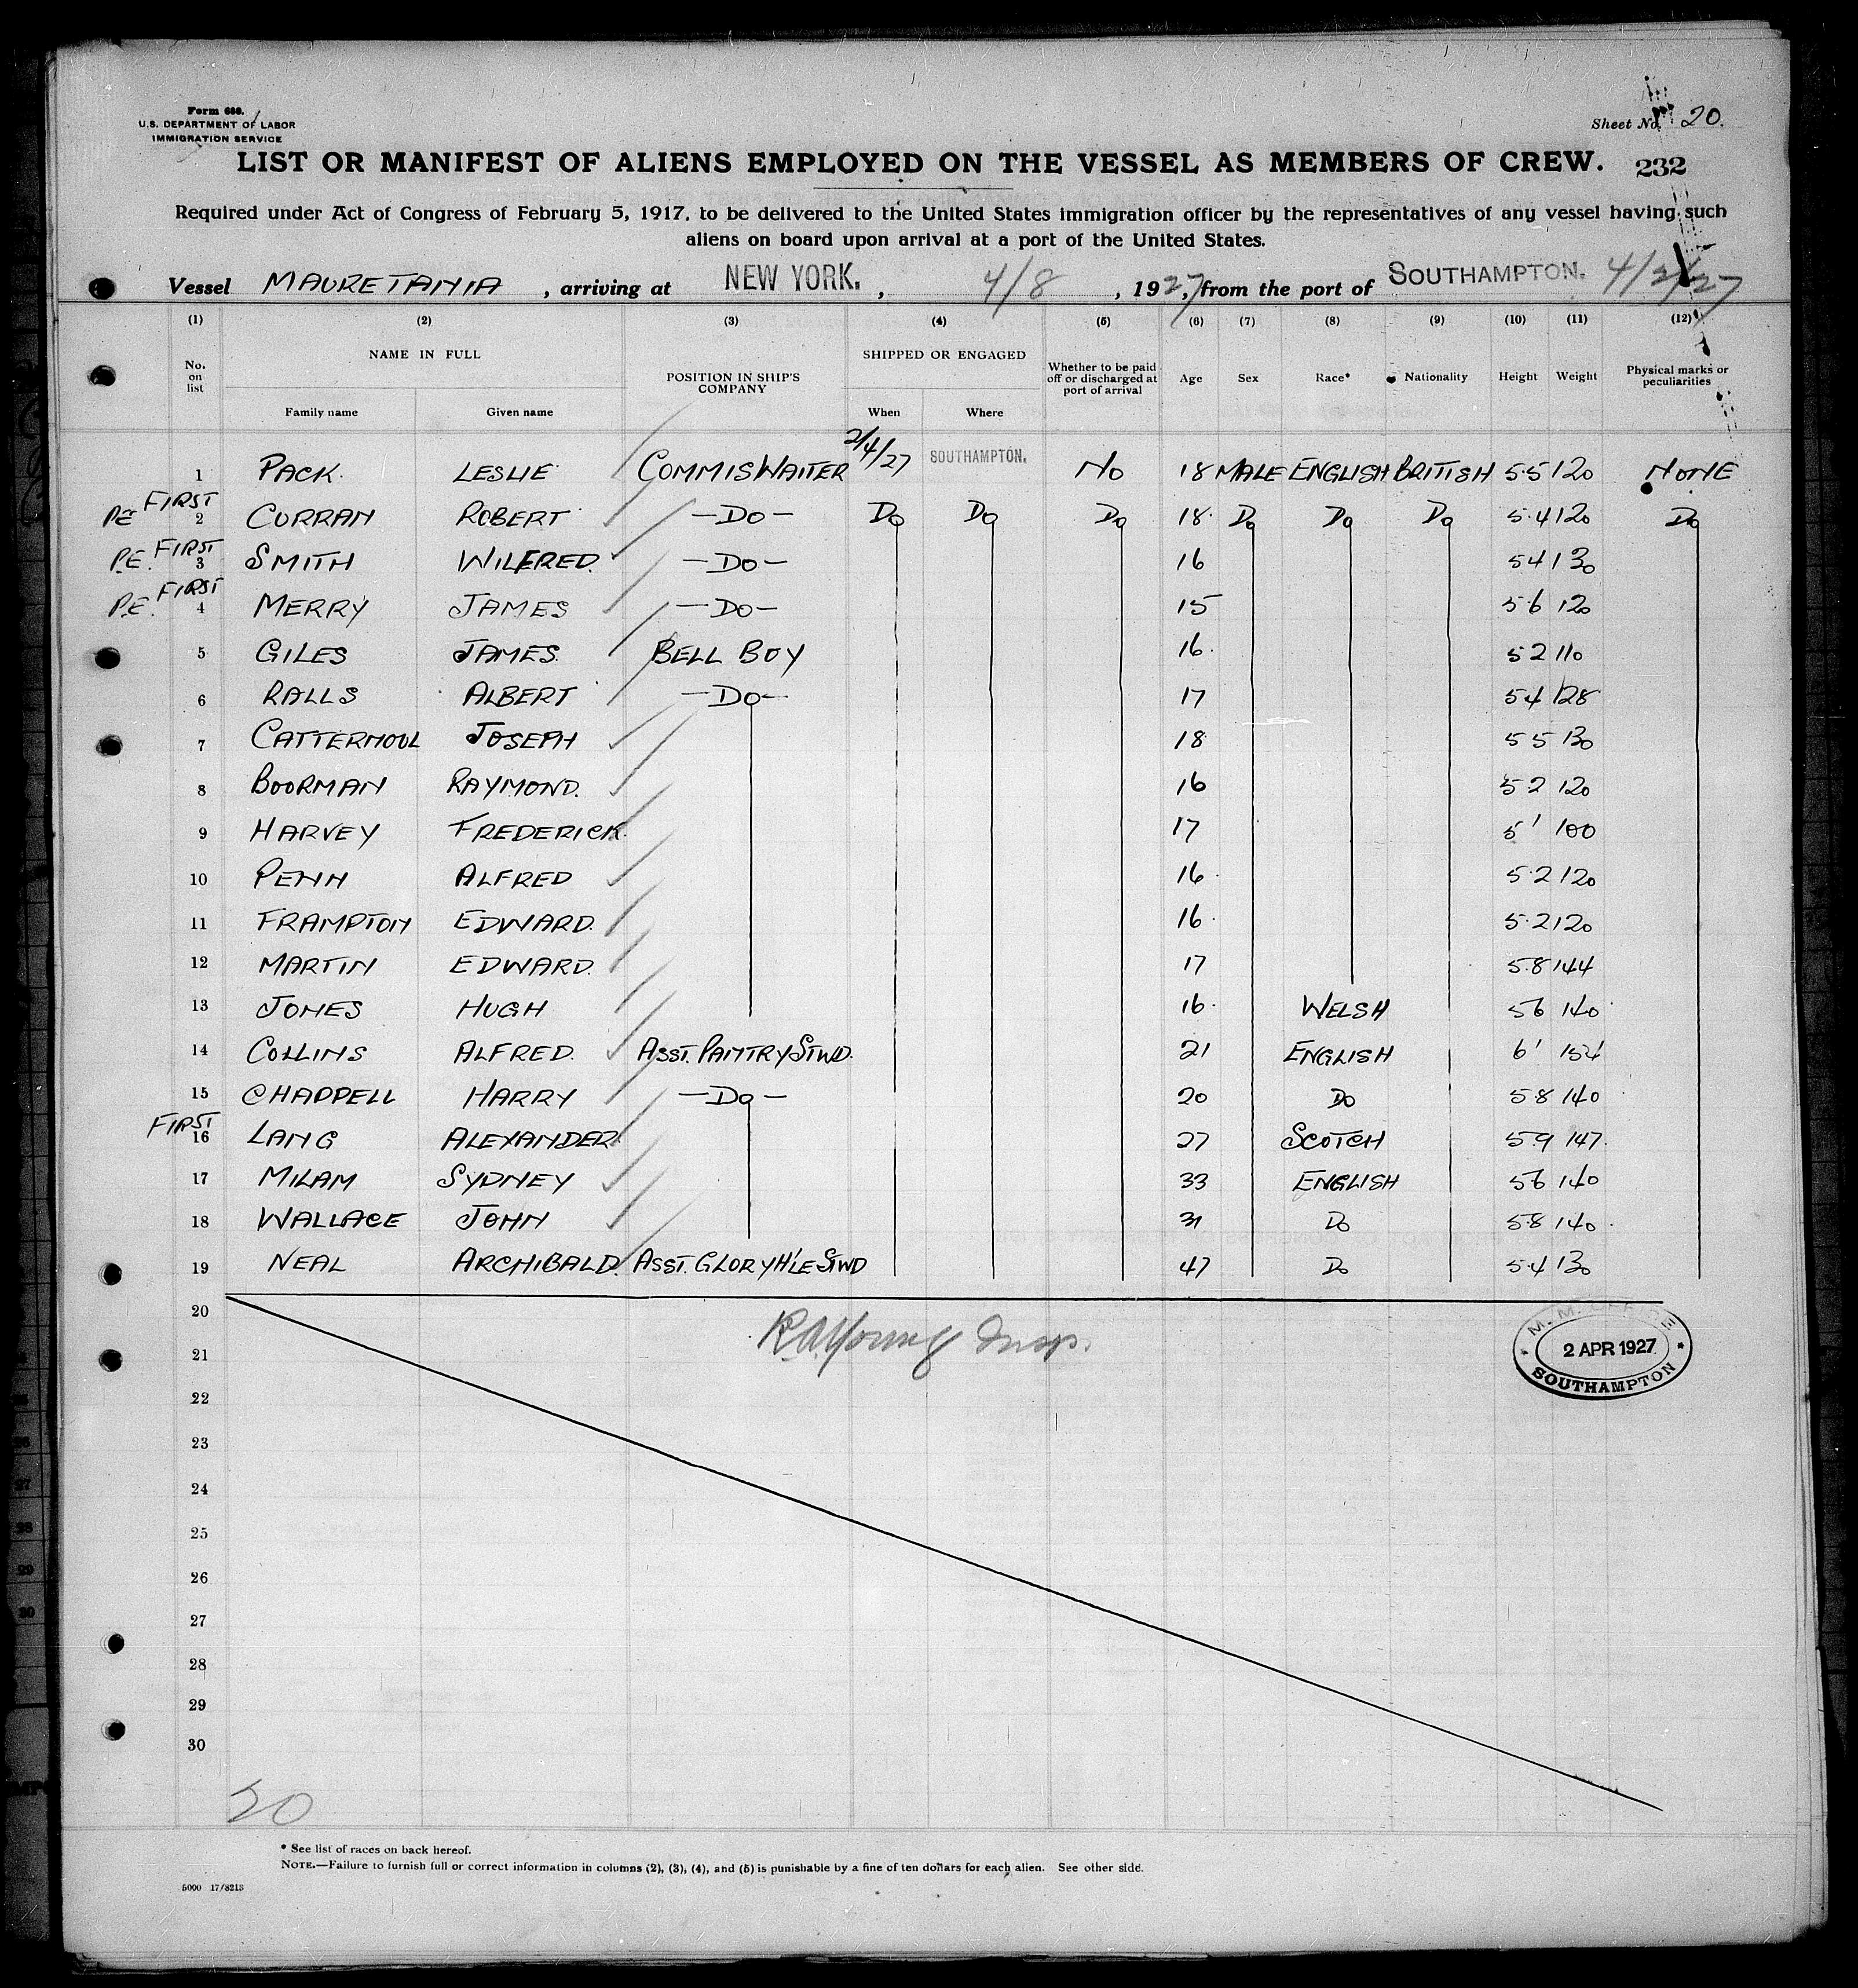 Form 680.
U.S. DEPARTMENT OF LABOR
IMMIGRATION SERVICE
Sheet No. 20.
LIST OR MANIFEST OF ALIENS EMPLOYED ON THE VESSEL AS MEMBERS OF CREW. 232
Required under Act of Congress of February 5, 1917, to be delivered to the United States immigration officer by the representatives of any vessel having such
aliens on board upon arrival at a port of the United States.
Vessel MAURETANIA, arriving at NEW YORK., 4/8, 1927, from the port of SOUTHAMPTON. 4/2/27
(1) (2) (3) (4) (5) (6) (7) (8) (9) (10) (11) (12)
No. on list NAME IN FULL POSITION IN SHIP'S COMPANY SHIPPED OR ENGAGED Whether to be paid off or discharged at port of arrival Age Sex Race* Nationality Height Weight Physical marks or peculiarities
Family name Given name When Where
1 PACK. LESLIE COMMIS WAITER 2/4/27 SOUTHAMPTON. NO 18 MALE ENGLISH BRITISH 5.5 120 NONE
PE FIRST 2 CURRAN ROBERT —DO— DO DO DO 18 DO DO DO 5.4 120 DO
P.E. FIRST 3 SMITH WILFRED. —DO— 16 54 130
P.E. FIRST 4 MERRY JAMES —DO— 15 5.6 120
5 GILES JAMES. BELL BOY 16. 52 110
6 RALLS ALBERT —DO— 17 54 128
7 CATTERMOUL JOSEPH 18 55 130
8 BOORMAN RAYMOND. 16 5.2 120
9 HARVEY FREDERICK. 17 5' 100
10 PENN ALFRED 16. 5.2 120
11 FRAMPTON EDWARD. 16. 5.2 120
12 MARTIN EDWARD. 17 5.8 144
13 JONES HUGH 16. WELSH 56 140
14 COLLINS ALFRED. ASST. PANTRY STWD. 21 ENGLISH 6' 154
15 CHAPPELL HARRY —DO— 20 DO 5.8 140
FIRST 16 LANG ALEXANDER. 27 SCOTCH 5.9 147.
17 MILAM SYDNEY 33 ENGLISH 56 140
18 WALLACE JOHN 31 DO 5.8 140.
19 NEAL ARCHIBALD. ASST. GLORY H'LE STWD 47 DO 5.4 130
20
R.A. Young Insp.
2 APR 1927
SOUTHAMPTON
21
22
23
24
25
26
27
28
29
30
20
* See list of races on back hereof.
NOTE.—Failure to furnish full or correct information in columns (2), (3), (4), and (5) is punishable by a fine of ten dollars for each alien. See other side.
5000 17/8213